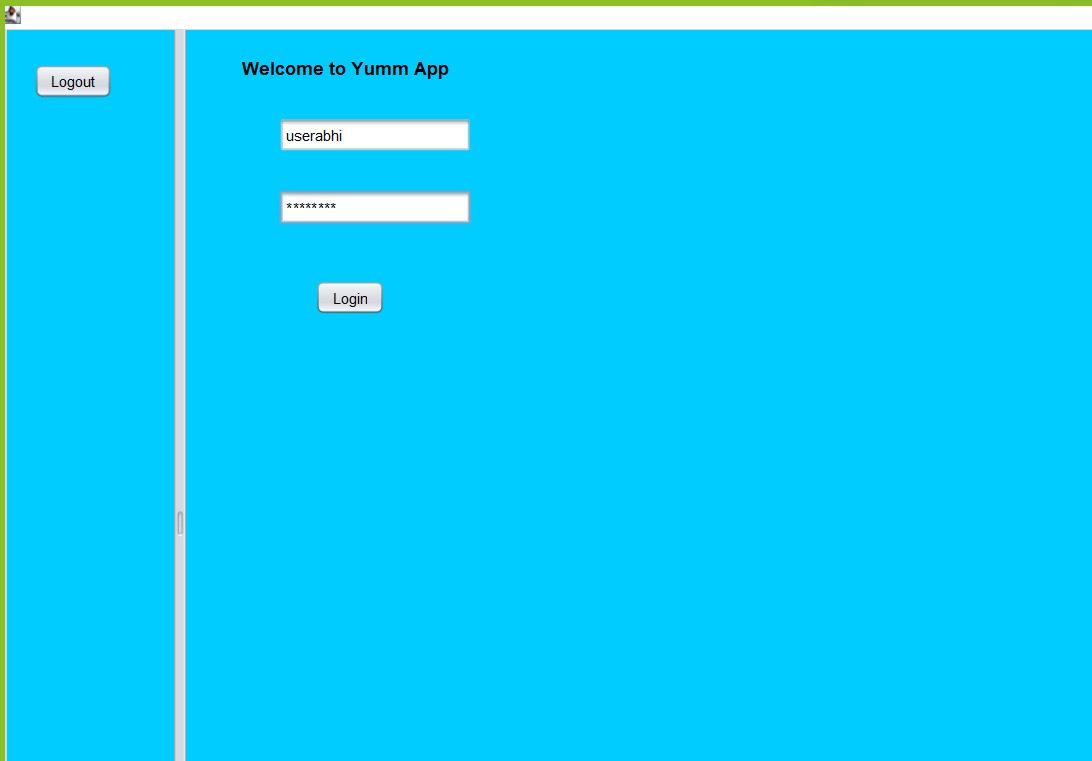 Logout
Welcome to Yumm App
userabhi
********
Login